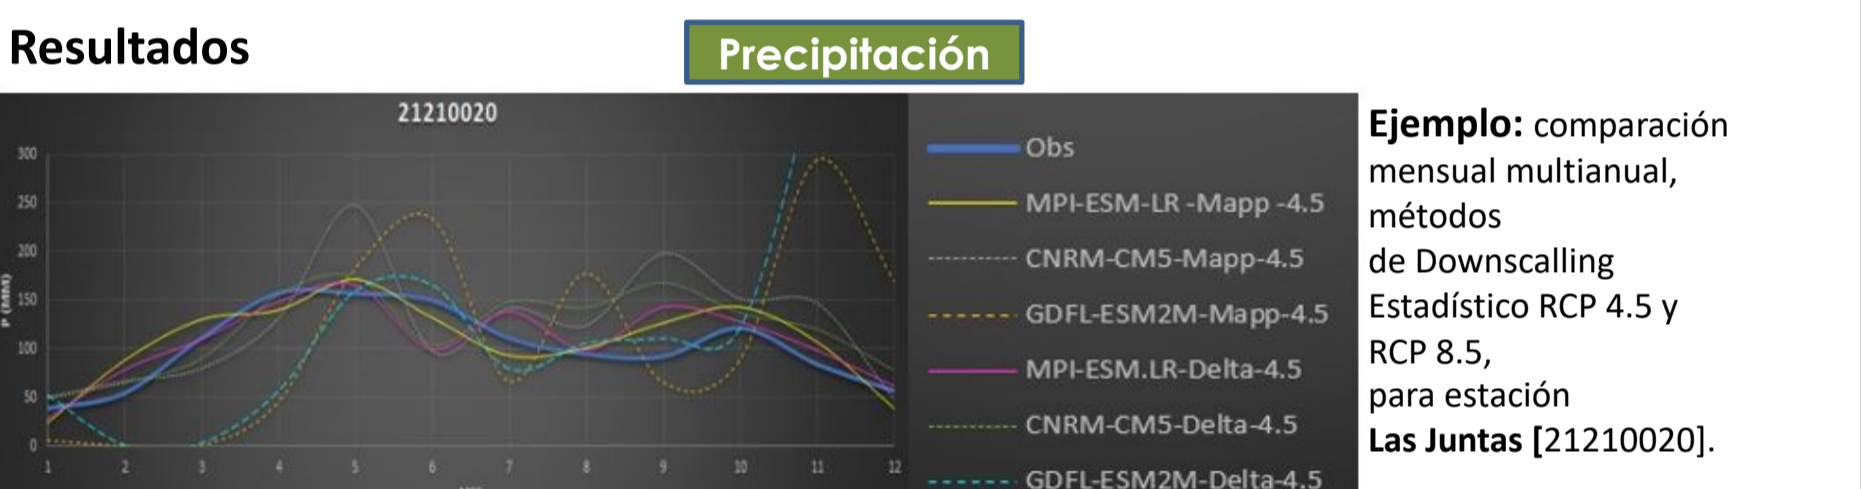 Resultados
Precipitación
21210020
300
250
200
150
100
50
0
P (MM)
1 2 3 4 5 6 7 8 9 10 11 12
Obs
MPI-ESM-LR -Mapp -4.5
CNRM-CM5-Mapp-4.5
GDFL-ESM2M-Mapp-4.5
MPI-ESM.LR-Delta-4.5
CNRM-CM5-Delta-4.5
GDFL-ESM2M-Delta-4.5
Ejemplo: comparación
mensual multianual,
métodos
de Downscalling
Estadístico RCP 4.5 y
RCP 8.5,
para estación
Las Juntas [21210020].